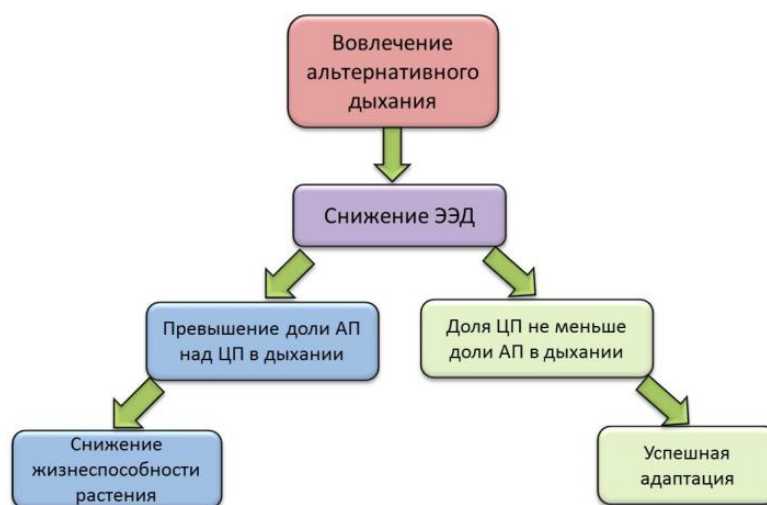 Вовлечение
альтернативного
дыхания
Снижение ЭЭД
Превышение доли АП
над ЦП в дыхании
Доля ЦП не меньше
доли АП в дыхании
Снижение
жизнеспособности
растения
Успешная
адаптация